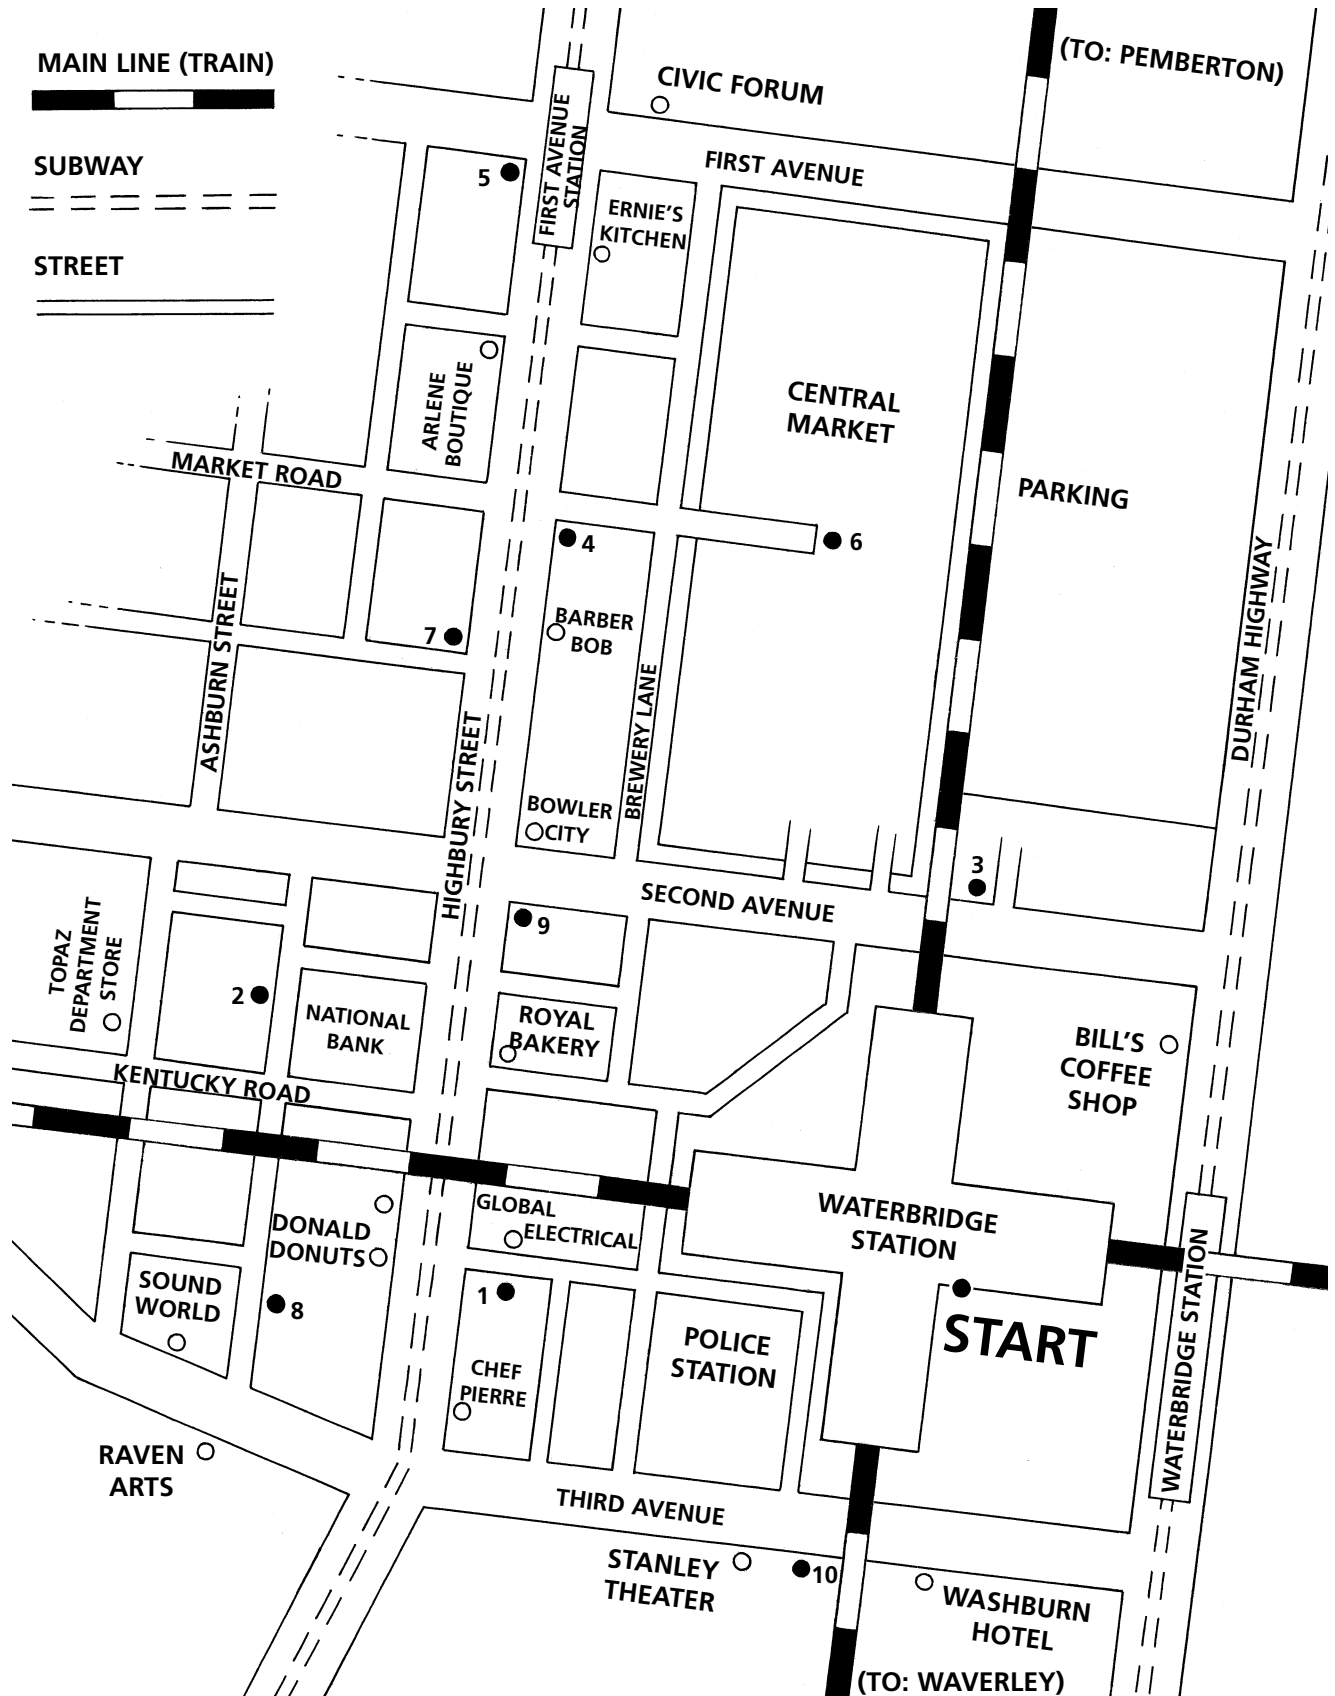 MAIN LINE (TRAIN)
(TO: PEMBERTON)
CIVIC FORUM
FIRST AVENUE
STATION
SUBWAY
FIRST AVENUE
5
ERNIE'S
KITCHEN
STREET
ARLENE
BOUTIQUE
CENTRAL
MARKET
MARKET ROAD
PARKING
4
6
DURHAM HIGHWAY
ASHBURN STREET
7
BARBER
BOB
BREWERY LANE
HIGHBURY STREET
BOWLER
CITY
3
SECOND AVENUE
9
TOPAZ
DEPARTMENT
STORE
2
NATIONAL
BANK
ROYAL
BAKERY
BILL'S
COFFEE
SHOP
KENTUCKY ROAD
GLOBAL
ELECTRICAL
WATERBRIDGE
STATION
DONALD
DONUTS
WATERBRIDGE STATION
SOUND
WORLD
8
1
START
POLICE
STATION
CHEF
PIERRE
RAVEN
ARTS
THIRD AVENUE
STANLEY
THEATER
10
WASHBURN
HOTEL
(TO: WAVERLEY)